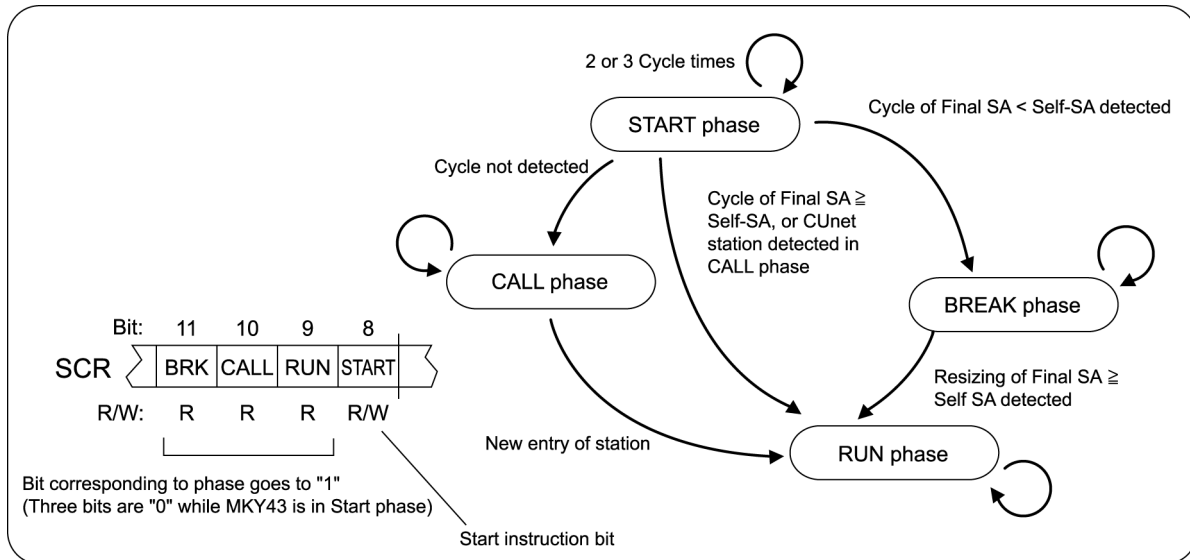 2 or 3 Cycle times
START phase
Cycle of Final SA < Self-SA detected
Cycle not detected
Cycle of Final SA ≧
Self-SA, or CUnet
station detected in
CALL phase
CALL phase
BREAK phase
Bit: 11 10 9 8
SCR BRK CALL RUN START
R/W: R R R R/W
Resizing of Final SA ≧
Self SA detected
New entry of station
RUN phase
Bit corresponding to phase goes to "1"
(Three bits are "0" while MKY43 is in Start phase)
Start instruction bit